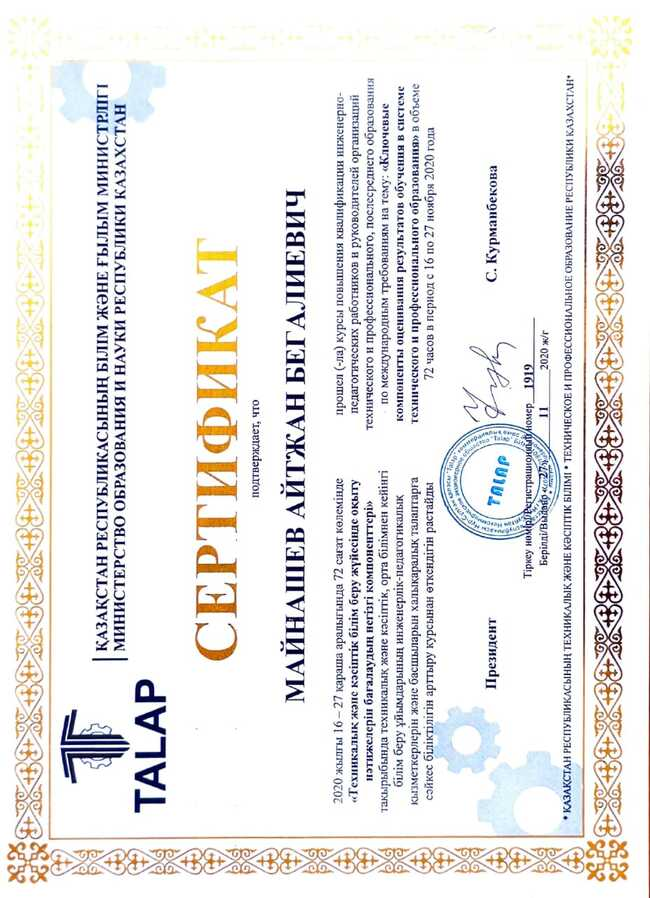 TALAP
ҚАЗАҚСТАН РЕСПУБЛИКАСЫНЫҢ БІЛІМ ЖӘНЕ ҒЫЛЫМ МИНИСТРЛІГІ
МИНИСТЕРСТВО ОБРАЗОВАНИЯ И НАУКИ РЕСПУБЛИКИ КАЗАХСТАН
СЕРТИФИКАТ
подтверждает, что
МАЙНАШЕВ АЙТЖАН БЕГАЛИЕВИЧ
2020 жылғы 16 – 27 қараша аралығында 72 сағат көлемінде
«Техникалық және кәсіптік білім беру жүйесінде оқыту
нәтижелерін бағалаудың негізгі компоненттері»
тақырыбында техникалық және кәсіптік, орта білімнен кейінгі
білім беру ұйымдарының инженерлік-педагогикалық
қызметкерлерін және басшыларын халықаралық талаптарға
сәйкес біліктілігін арттыру курсынан өткендігін растайды
прошел (-ла) курсы повышения квалификации инженерно-
педагогических работников и руководителей организаций
технического и профессионального, послесреднего образования
по международным требованиям на тему: «Ключевые
компоненты оценивания результатов обучения в системе
технического и профессионального образования» в объеме
72 часов в период с 16 по 27 ноября 2020 года
Президент
С. Курманбекова
TALAP
Тіркеу номірі/регистрационный номер 1919
Берілді/Выдано «27» 11 2020 ж/г
* ҚАЗАҚСТАН РЕСПУБЛИКАСЫНЫҢ ТЕХНИКАЛЫҚ ЖӘНЕ КӘСІПТІК БІЛІМІ * ТЕХНИЧЕСКОЕ И ПРОФЕССИОНАЛЬНОЕ ОБРАЗОВАНИЕ РЕСПУБЛИКИ КАЗАХСТАН*